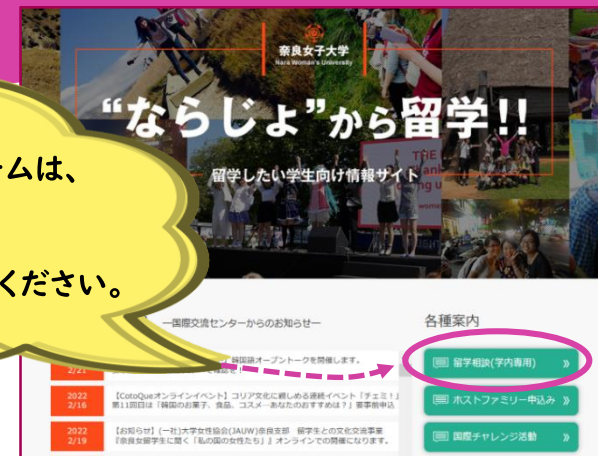 奈良女子大学
Nara Women's University
“ならじょ”から留学!!
留学したい学生向け情報サイト
ームは、
ください。
―国際交流センターからのお知らせ―
2/21
韓国語オープントークを開催します。
2022
2/16
【CotoQueオンラインイベント】コリア文化に親しめる連続イベント「チェミ！」
第11回目は「韓国のお菓子、食品、コスメ…あなたのおすすめは？」要事前申込
2022
2/19
【お知らせ】(一社)大学女性協会(JAUW)奈良支部　留学生との文化交流事業
『奈良女留学生に聞く「私の国の女性たち」』オンラインでの開催になります。
各種案内
留学相談(学内専用) »
ホストファミリー申込み »
国際チャレンジ活動 »